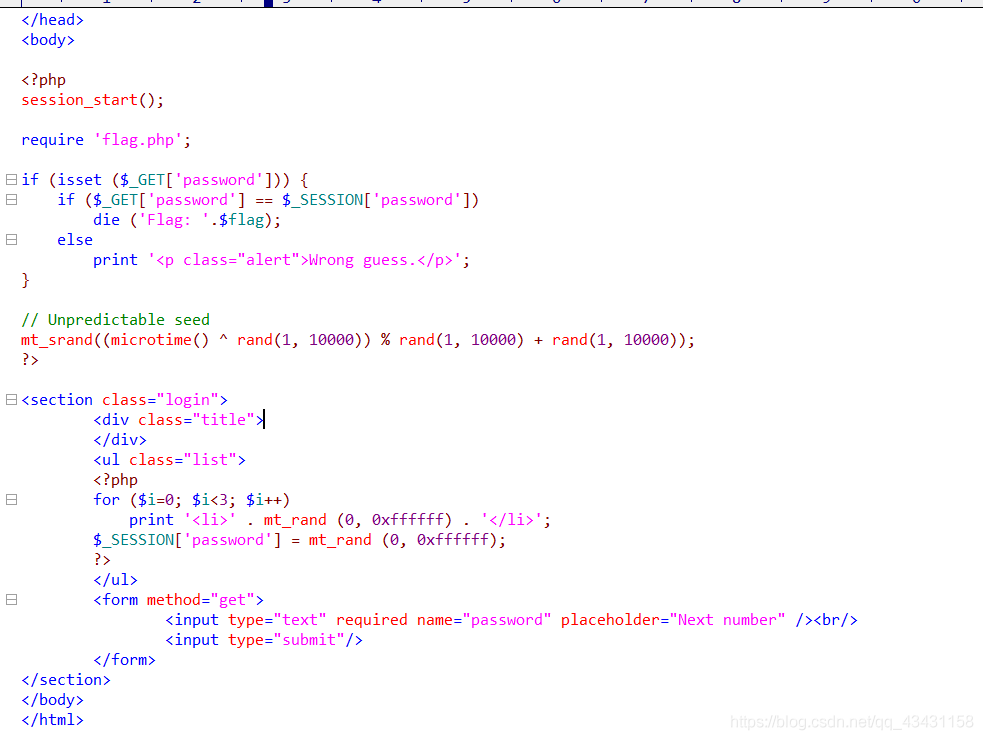 </head>
<body>
<?php
session_start();
require 'flag.php';
if (isset ($_GET['password'])) {
if ($_GET['password'] == $_SESSION['password'])
die ('Flag: '.$flag);
else
print '<p class="alert">Wrong guess.</p>';
}
// Unpredictable seed
mt_srand((microtime() ^ rand(1, 10000)) % rand(1, 10000) + rand(1, 10000));
?>
<section class="login">
<div class="title">
</div>
<ul class="list">
<?php
for ($i=0; $i<3; $i++)
print '<li>' . mt_rand (0, 0xffffff) . '</li>';
$_SESSION['password'] = mt_rand (0, 0xffffff);
?>
</ul>
<form method="get">
<input type="text" required name="password" placeholder="Next number" /><br/>
<input type="submit"/>
</form>
</section>
</body>
</html>
https://blog.csdn.net/qq_43431158